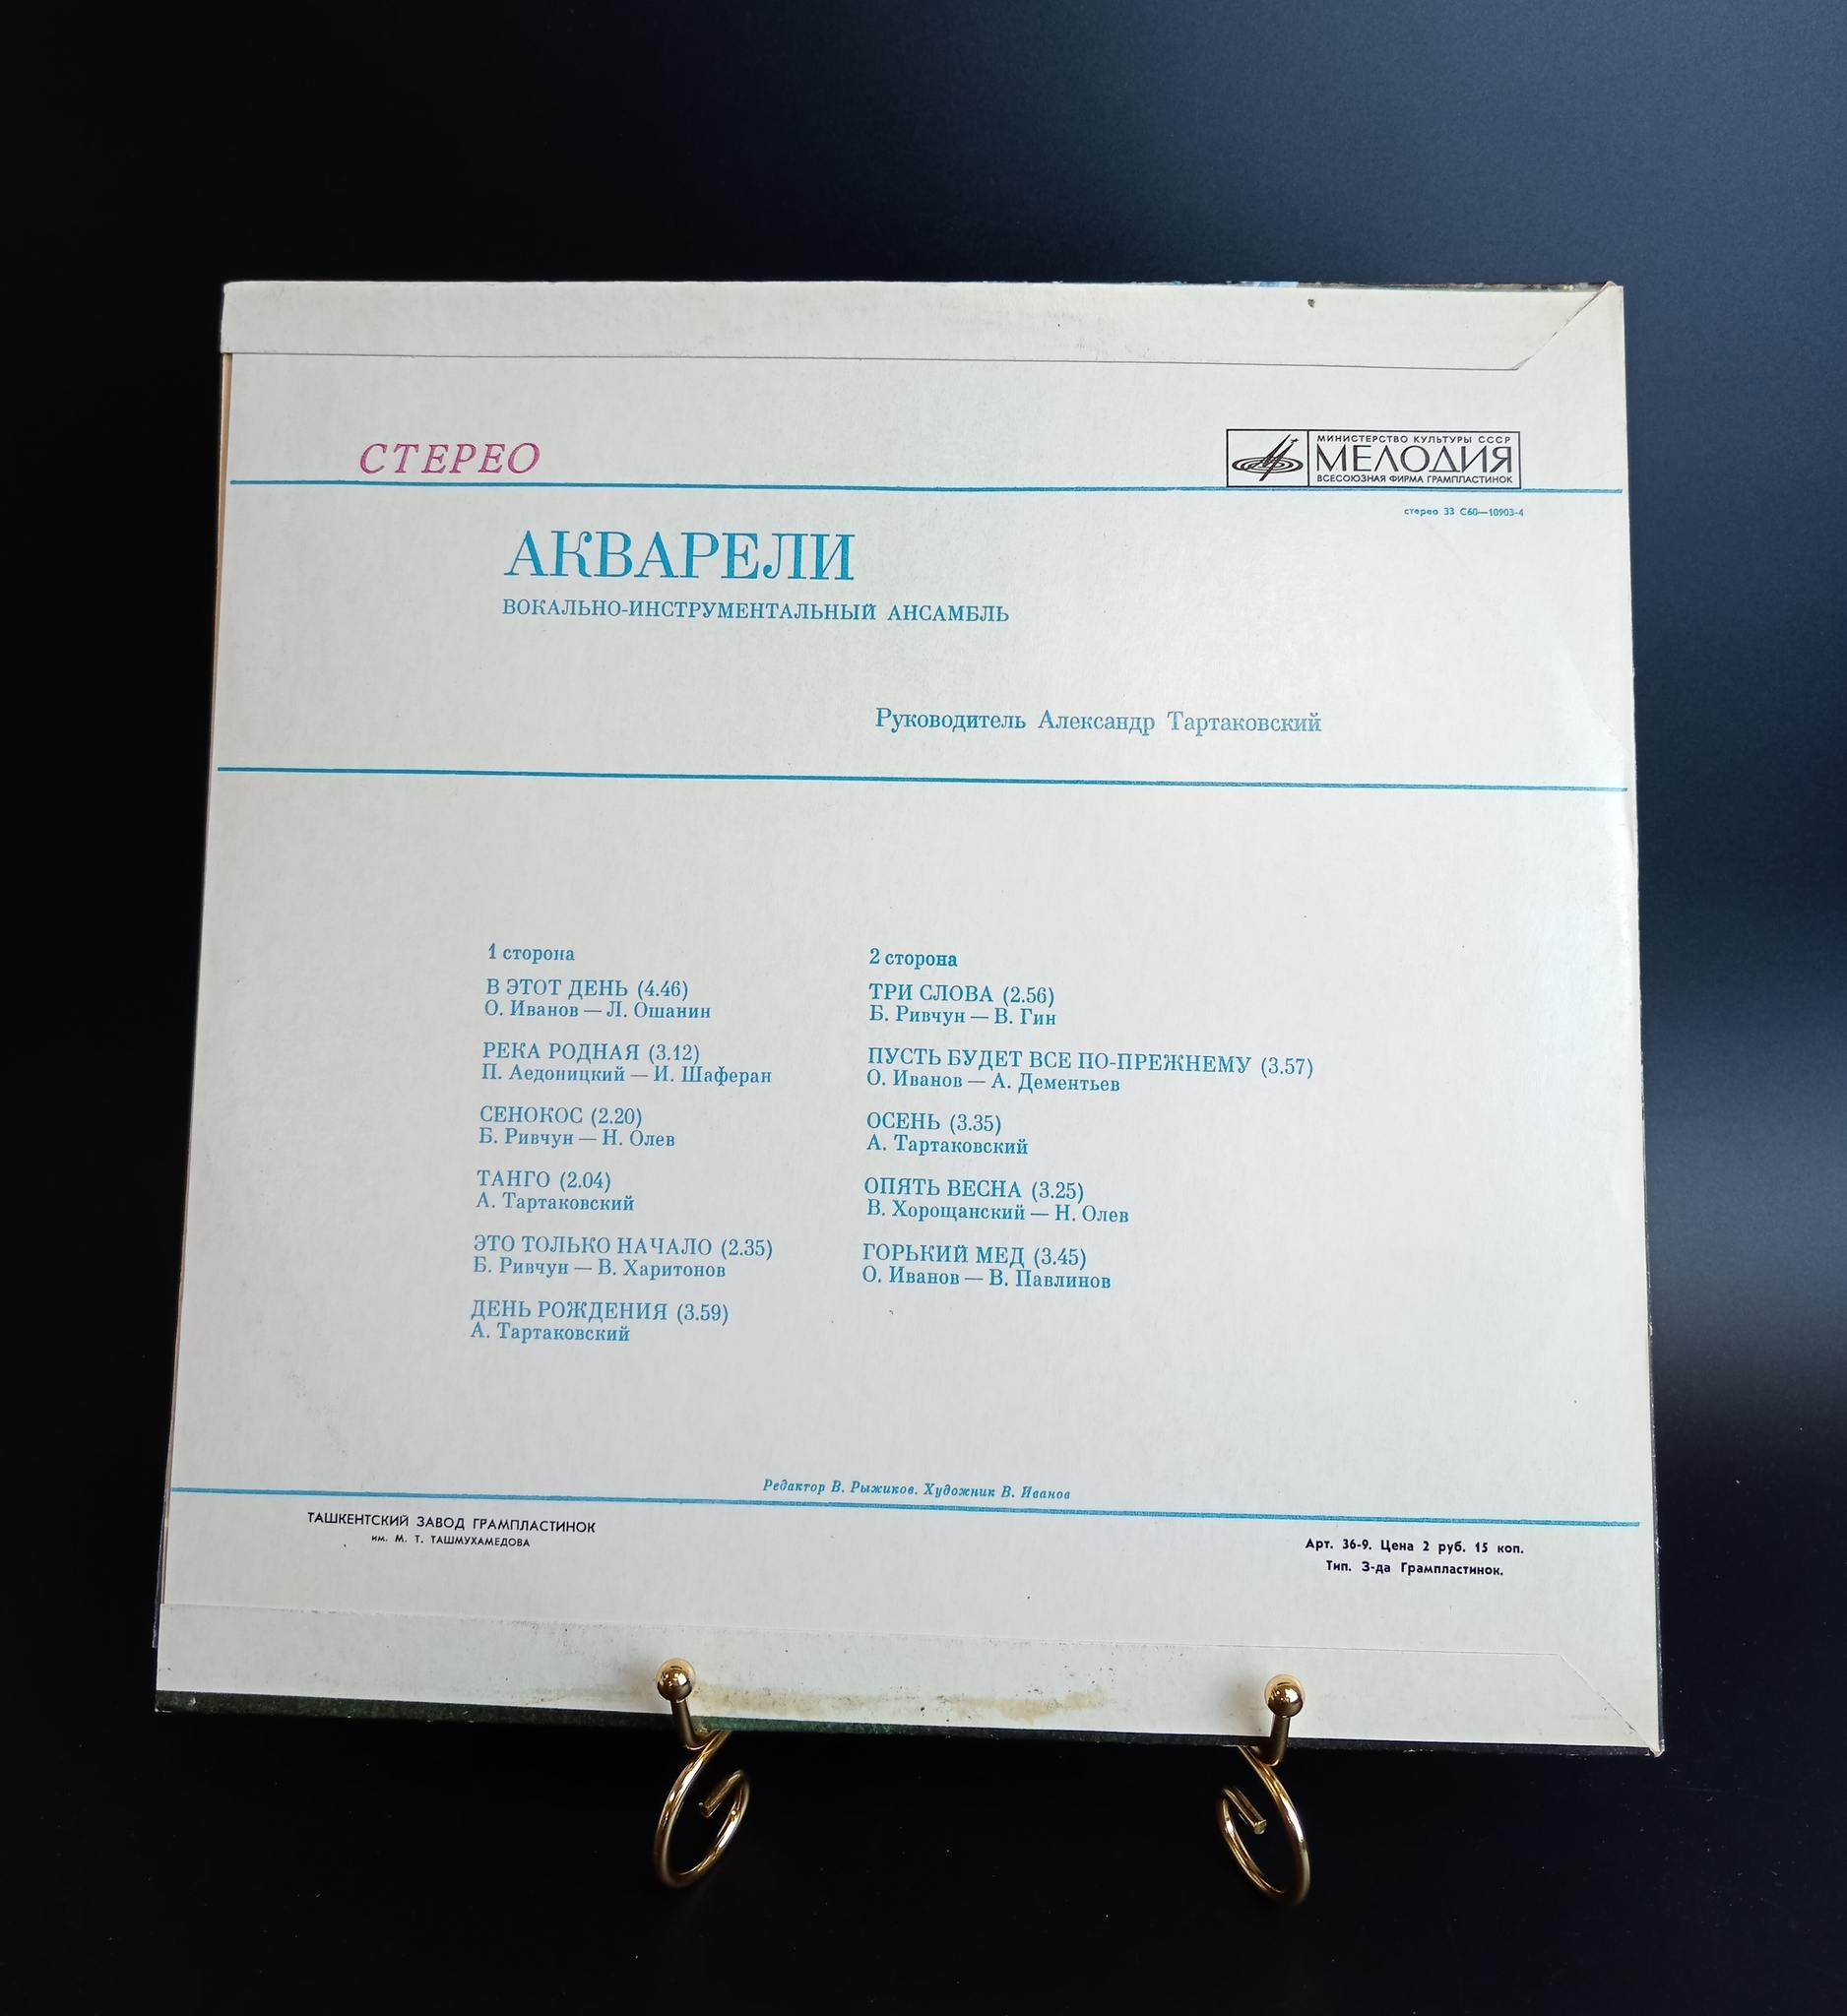 СТЕРЕО
МИНИСТЕРСТВО КУЛЬТУРЫ СССР
МЕЛОДИЯ
ВСЕСОЮЗНАЯ ФИРМА ГРАМПЛАСТИНОК
стерео 33 С60—10903-4
АКВАРЕЛИ
ВОКАЛЬНО-ИНСТРУМЕНТАЛЬНЫЙ АНСАМБЛЬ
Руководитель Александр Тартаковский
1 сторона
В ЭТОТ ДЕНЬ (4.46)
О. Иванов — Л. Ошанин
РЕКА РОДНАЯ (3.12)
П. Аедоницкий — И. Шаферан
СЕНОКОС (2.20)
Б. Ривчун — Н. Олев
ТАНГО (2.04)
А. Тартаковский
ЭТО ТОЛЬКО НАЧАЛО (2.35)
Б. Ривчун — В. Харитонов
ДЕНЬ РОЖДЕНИЯ (3.59)
А. Тартаковский
2 сторона
ТРИ СЛОВА (2.56)
Б. Ривчун — В. Гин
ПУСТЬ БУДЕТ ВСЕ ПО-ПРЕЖНЕМУ (3.57)
О. Иванов — А. Дементьев
ОСЕНЬ (3.35)
А. Тартаковский
ОПЯТЬ ВЕСНА (3.25)
В. Хорощанский — Н. Олев
ГОРЬКИЙ МЕД (3.45)
О. Иванов — В. Павлинов
Редактор В. Рыжиков. Художник В. Иванов
ТАШКЕНТСКИЙ ЗАВОД ГРАМПЛАСТИНОК
им. М. Т. ТАШМУХАМЕДОВА
Арт. 36-9. Цена 2 руб. 15 коп.
Тип. З-да Грампластинок.